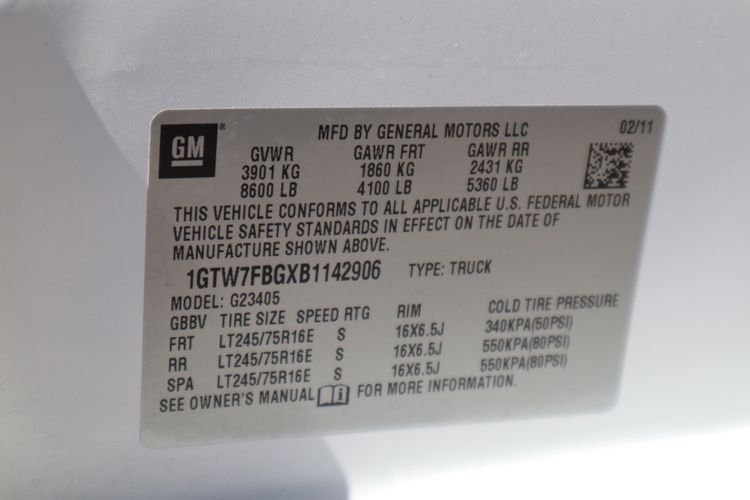 GM ® MFD BY GENERAL MOTORS LLC 02/11
GVWR GAWR FRT GAWR RR
3901 KG 1860 KG 2431 KG
8600 LB 4100 LB 5360 LB
THIS VEHICLE CONFORMS TO ALL APPLICABLE U.S. FEDERAL MOTOR
VEHICLE SAFETY STANDARDS IN EFFECT ON THE DATE OF
MANUFACTURE SHOWN ABOVE.
1GTW7FBGXB1142906 TYPE: TRUCK
MODEL: G23405
GBBV TIRE SIZE SPEED RTG RIM COLD TIRE PRESSURE
FRT LT245/75R16E S 16X6.5J 340KPA(50PSI)
RR LT245/75R16E S 16X6.5J 550KPA(80PSI)
SPA LT245/75R16E S 16X6.5J 550KPA(80PSI)
SEE OWNER'S MANUAL i FOR MORE INFORMATION.